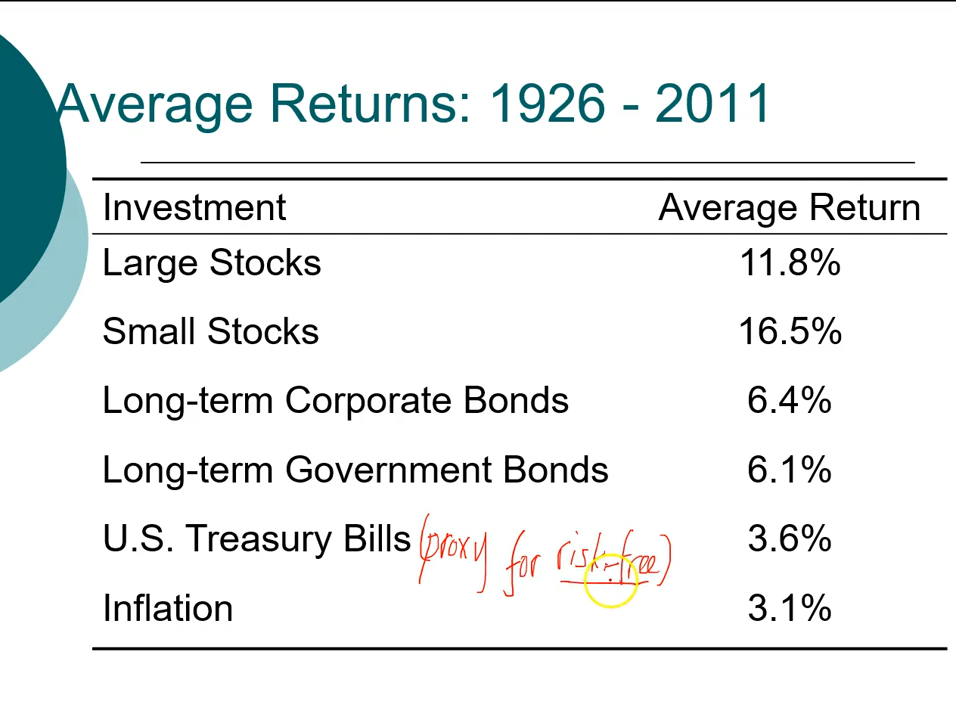 Average Returns: 1926 - 2011
Investment Average Return
Large Stocks 11.8%
Small Stocks 16.5%
Long-term Corporate Bonds 6.4%
Long-term Government Bonds 6.1%
U.S. Treasury Bills (proxy for risk-free) 3.6%
Inflation 3.1%